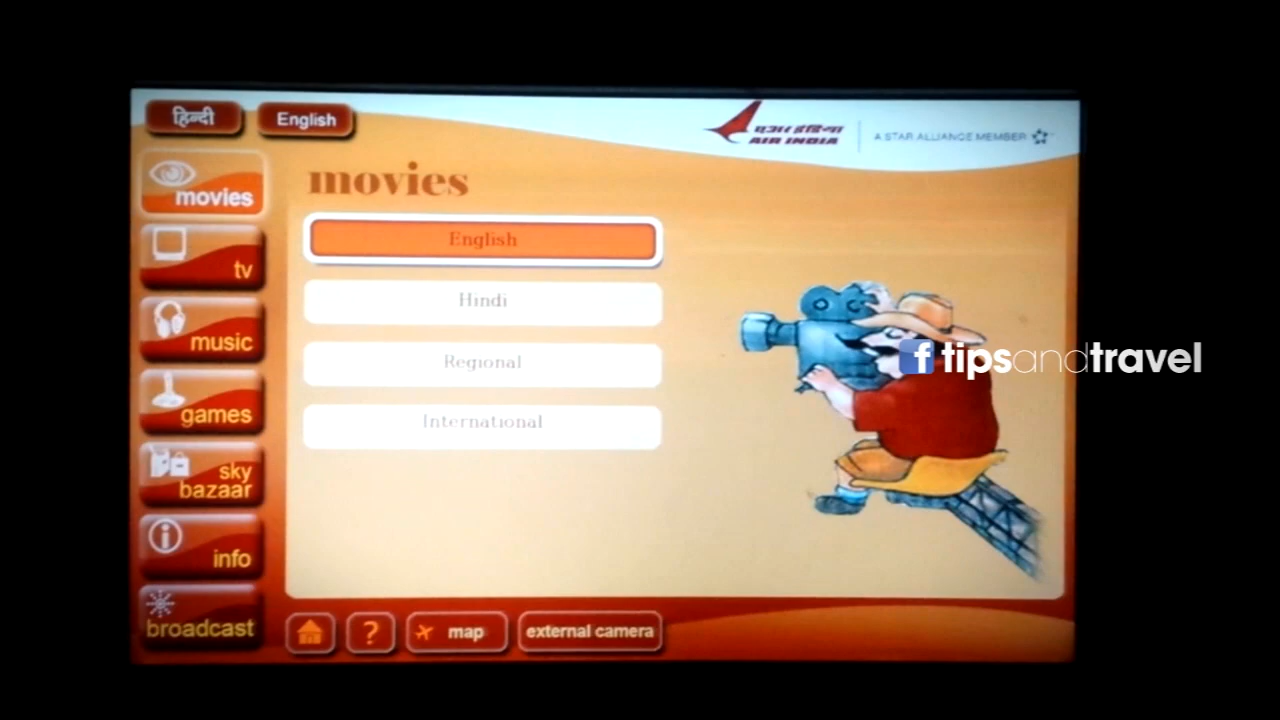 हिन्दी
English
एअर इंडिया
AIR INDIA
A STAR ALLIANCE MEMBER
movies
movies
English
tv
Hindi
music
Regional
games
International
sky
bazaar
info
broadcast
?
map
external camera
f tipsandtravel